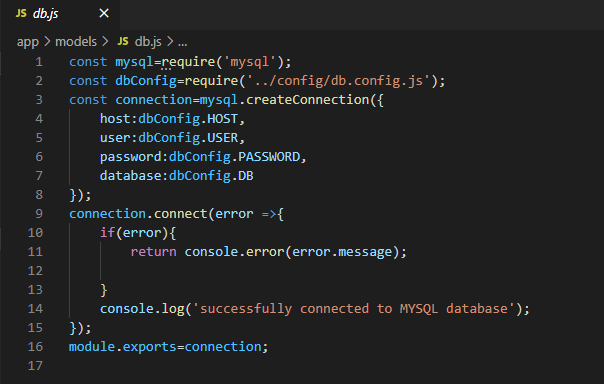 JS db.js ×
app > models > JS db.js > ...
1 const mysql=require('mysql');
2 const dbConfig=require('../config/db.config.js');
3 const connection=mysql.createConnection({
4     host:dbConfig.HOST,
5     user:dbConfig.USER,
6     password:dbConfig.PASSWORD,
7     database:dbConfig.DB
8 });
9 connection.connect(error =>{
10     if(error){
11         return console.error(error.message);
12
13     }
14     console.log('successfully connected to MYSQL database');
15 });
16 module.exports=connection;
17